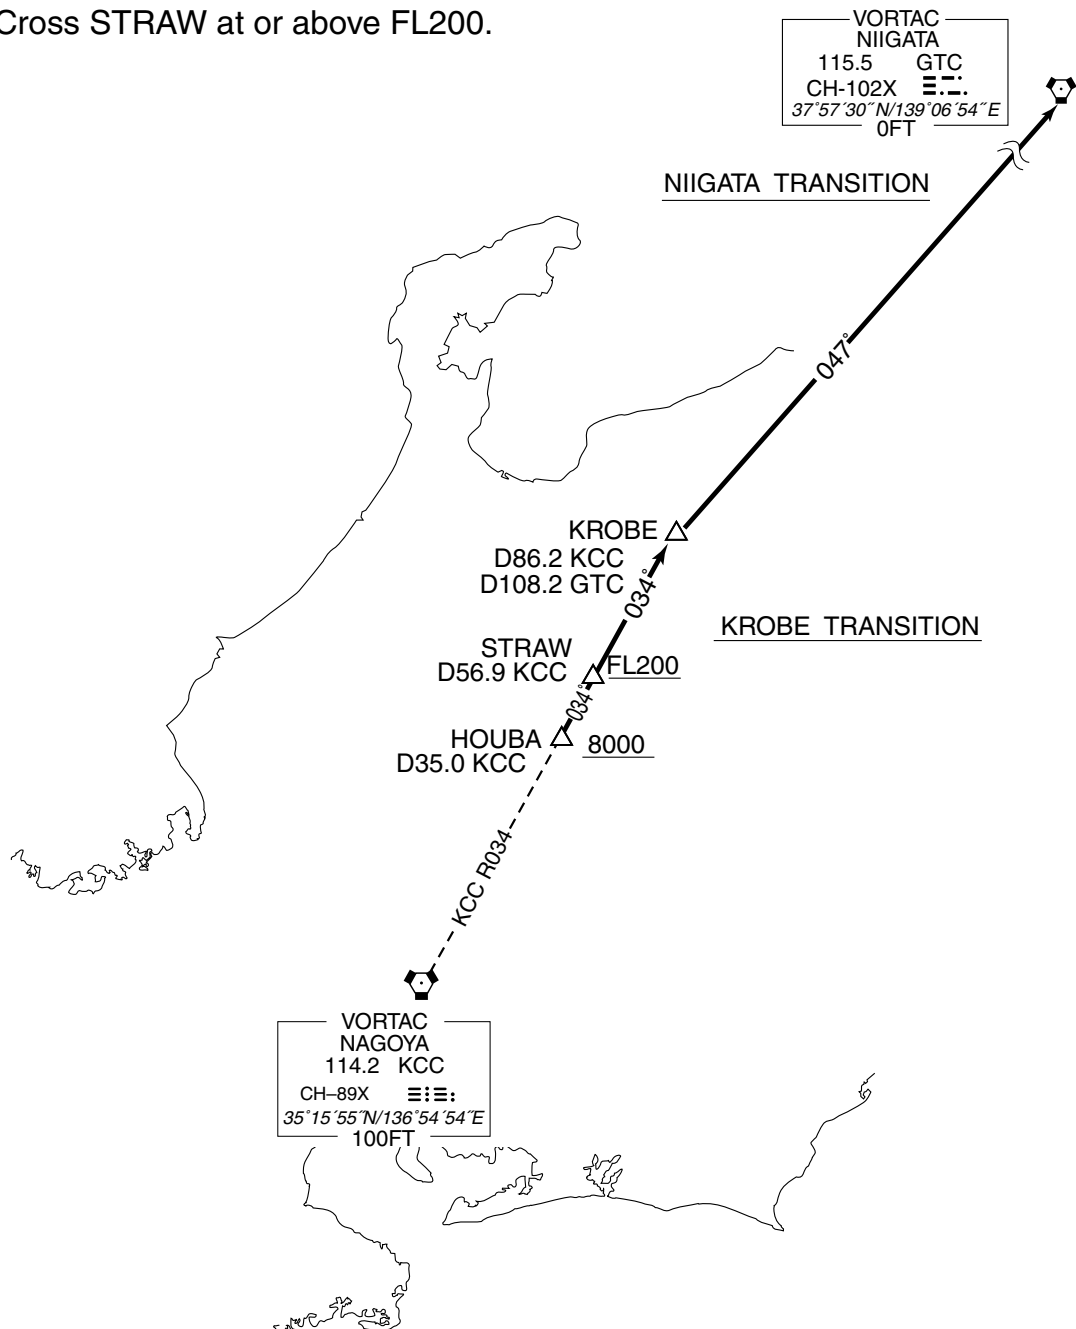 Cross STRAW at or above FL200.
VORTAC
NIIGATA
115.5 GTC
CH-102X
37°57´30˝N/139°06´54˝E
0FT
NIIGATA TRANSITION
047°
KROBE
D86.2 KCC
D108.2 GTC
034°
KROBE TRANSITION
STRAW
D56.9 KCC
FL200
034°
HOUBA
D35.0 KCC
8000
KCC R034
VORTAC
NAGOYA
114.2 KCC
CH–89X
35°15´55˝N/136°54´54˝E
100FT